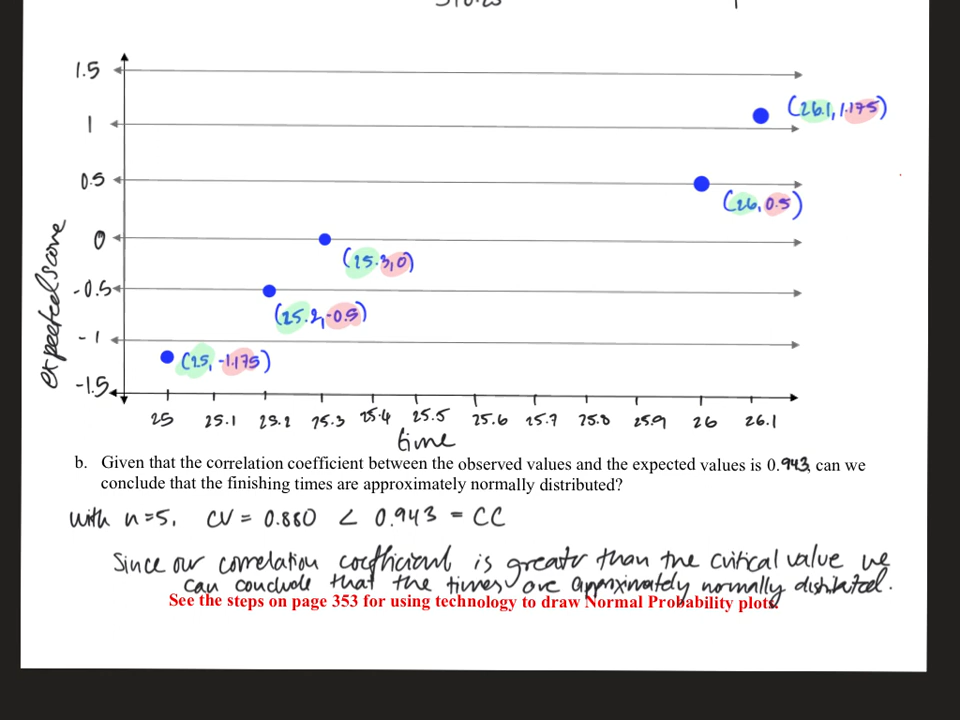 1.5
(26.1, 1.175)
1
0.5
(26, 0.5)
0
(25.3, 0)
-0.5
(25.2, -0.5)
-1
(25, -1.175)
-1.5
expected score
25 25.1 25.2 25.3 25.4 25.5 25.6 25.7 25.8 25.9 26 26.1
time
b. Given that the correlation coefficient between the observed values and the expected values is 0.943, can we
conclude that the finishing times are approximately normally distributed?
with n=5, CV = 0.880 < 0.943 = CC
Since our correlation coefficient is greater than the critical value we
can conclude that the times are approximately normally distributed.
See the steps on page 353 for using technology to draw Normal Probability plots.